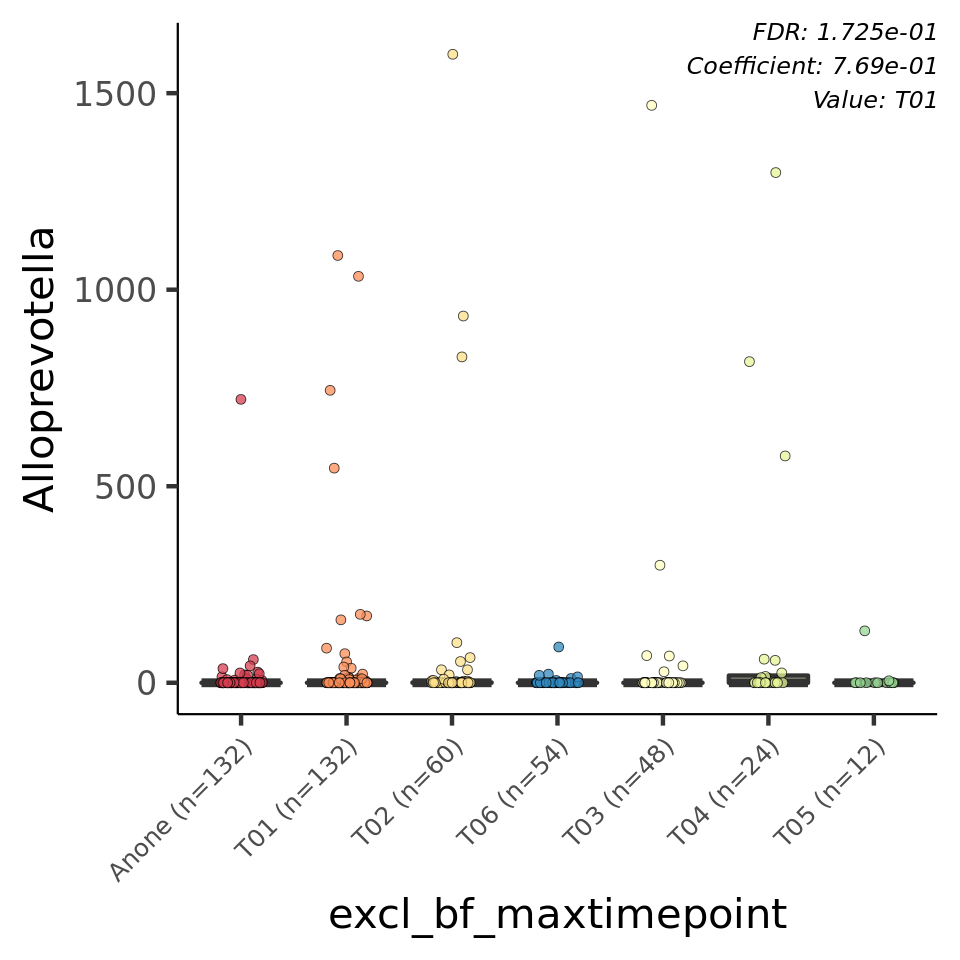 FDR: 1.725e-01
Coefficient: 7.69e-01
Value: T01
Alloprevotella
1500
1000
500
0
Anone (n=132)
T01 (n=132)
T02 (n=60)
T06 (n=54)
T03 (n=48)
T04 (n=24)
T05 (n=12)
excl_bf_maxtimepoint